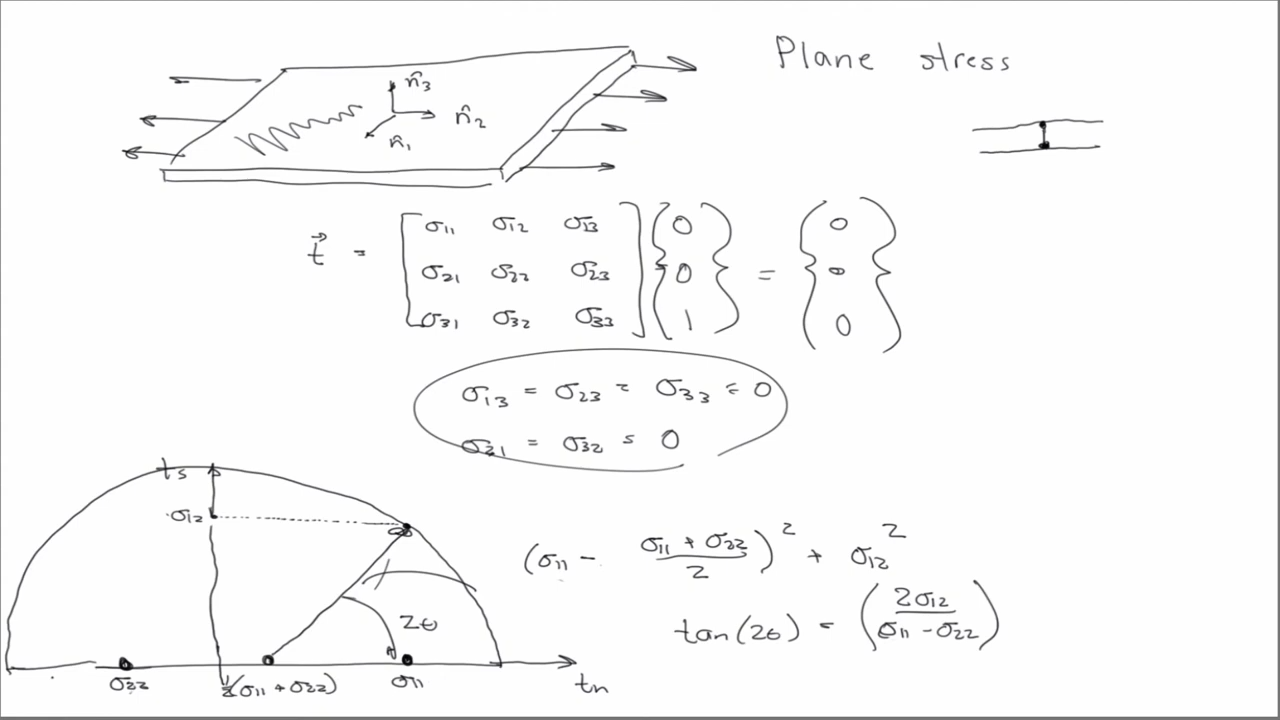 Plane stress
n̂3
n̂2
n̂1
t⃗ = [σ11 σ12 σ13] {0} = {0}
[σ21 σ22 σ23] {0} {0}
[σ31 σ32 σ33] {1} {0}
σ13 = σ23 = σ33 = 0
σ31 = σ32 = 0
ts
σ12
(σ11 - (σ11 + σ22)/2)² + σ12²
tan(2θ) = (2σ12/(σ11 - σ22))
2θ
σ22
½(σ11 + σ22)
σ11
tn